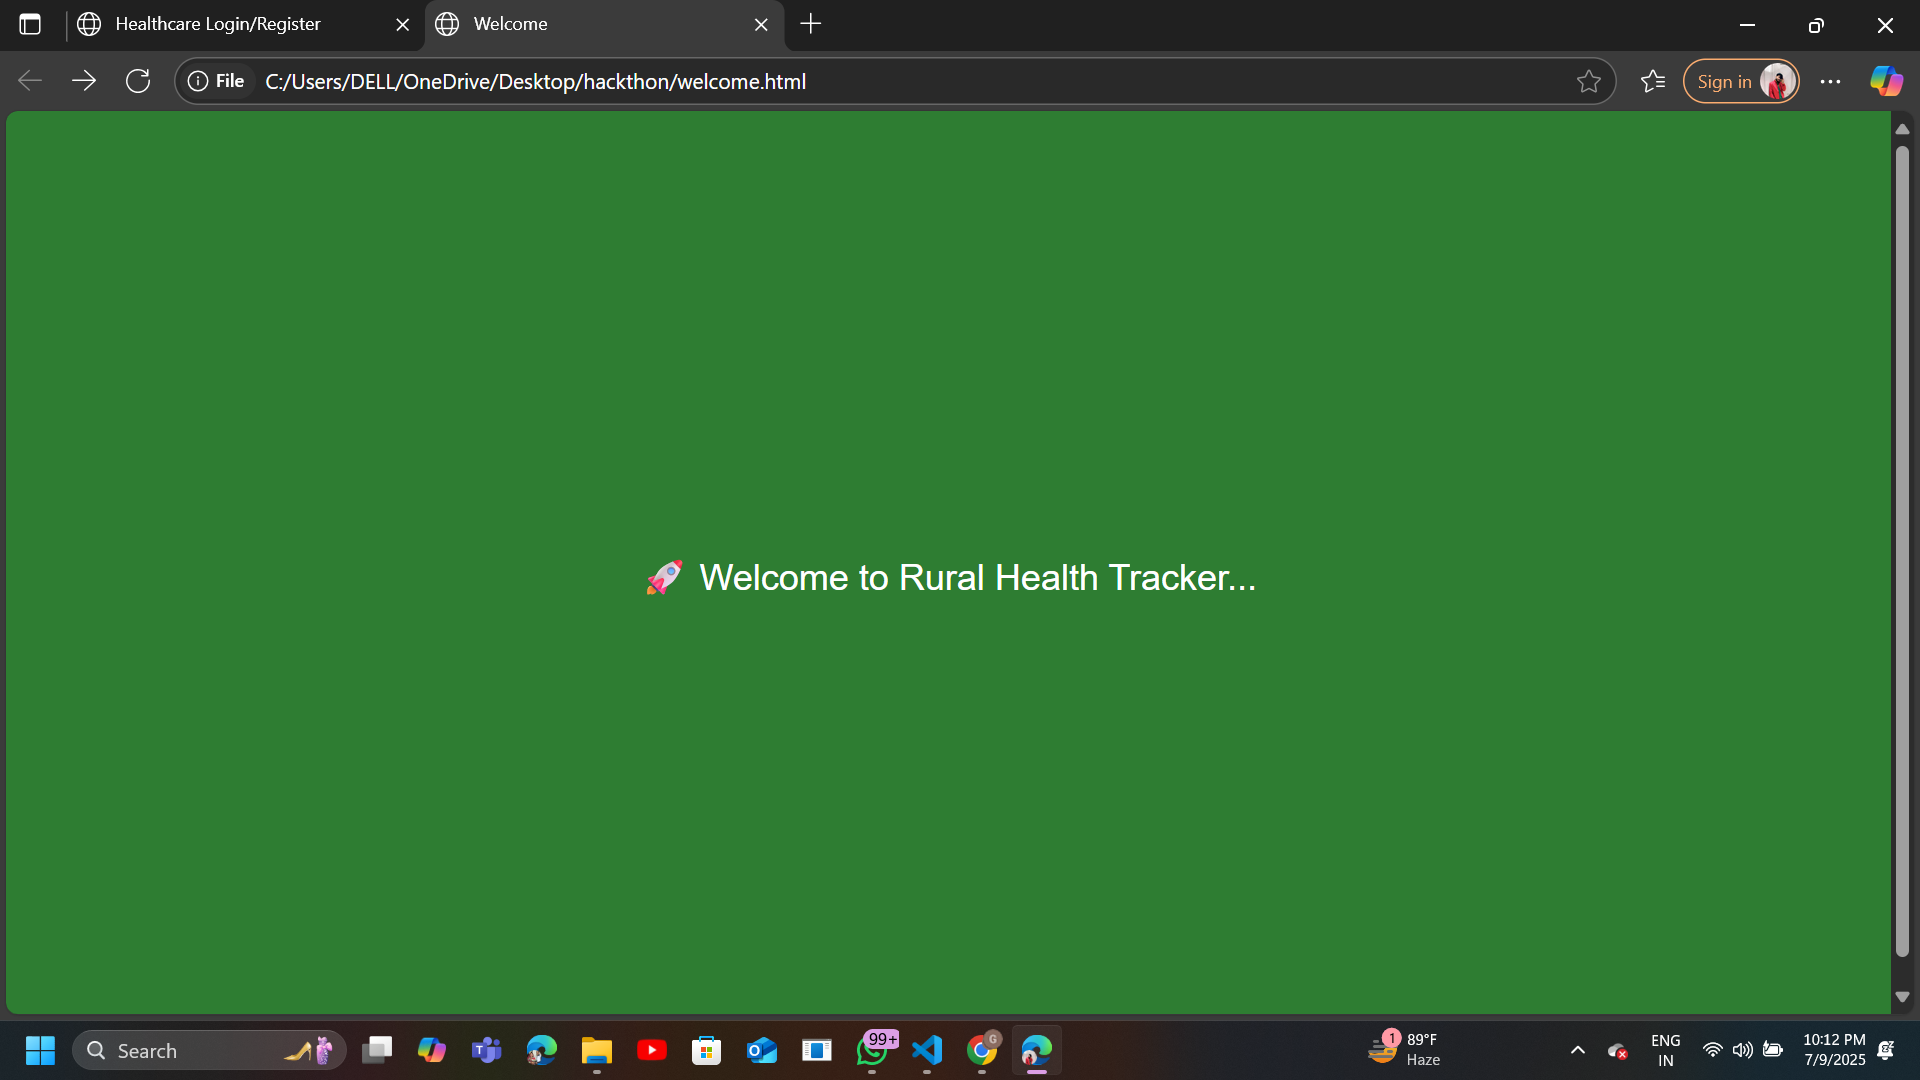 Healthcare Login/Register
Welcome
File
C:/Users/DELL/OneDrive/Desktop/hackthon/welcome.html
Sign in
🚀 Welcome to Rural Health Tracker...
Search
T
99+
G
1
89°F
Haze
ENG
IN
10:12 PM
7/9/2025